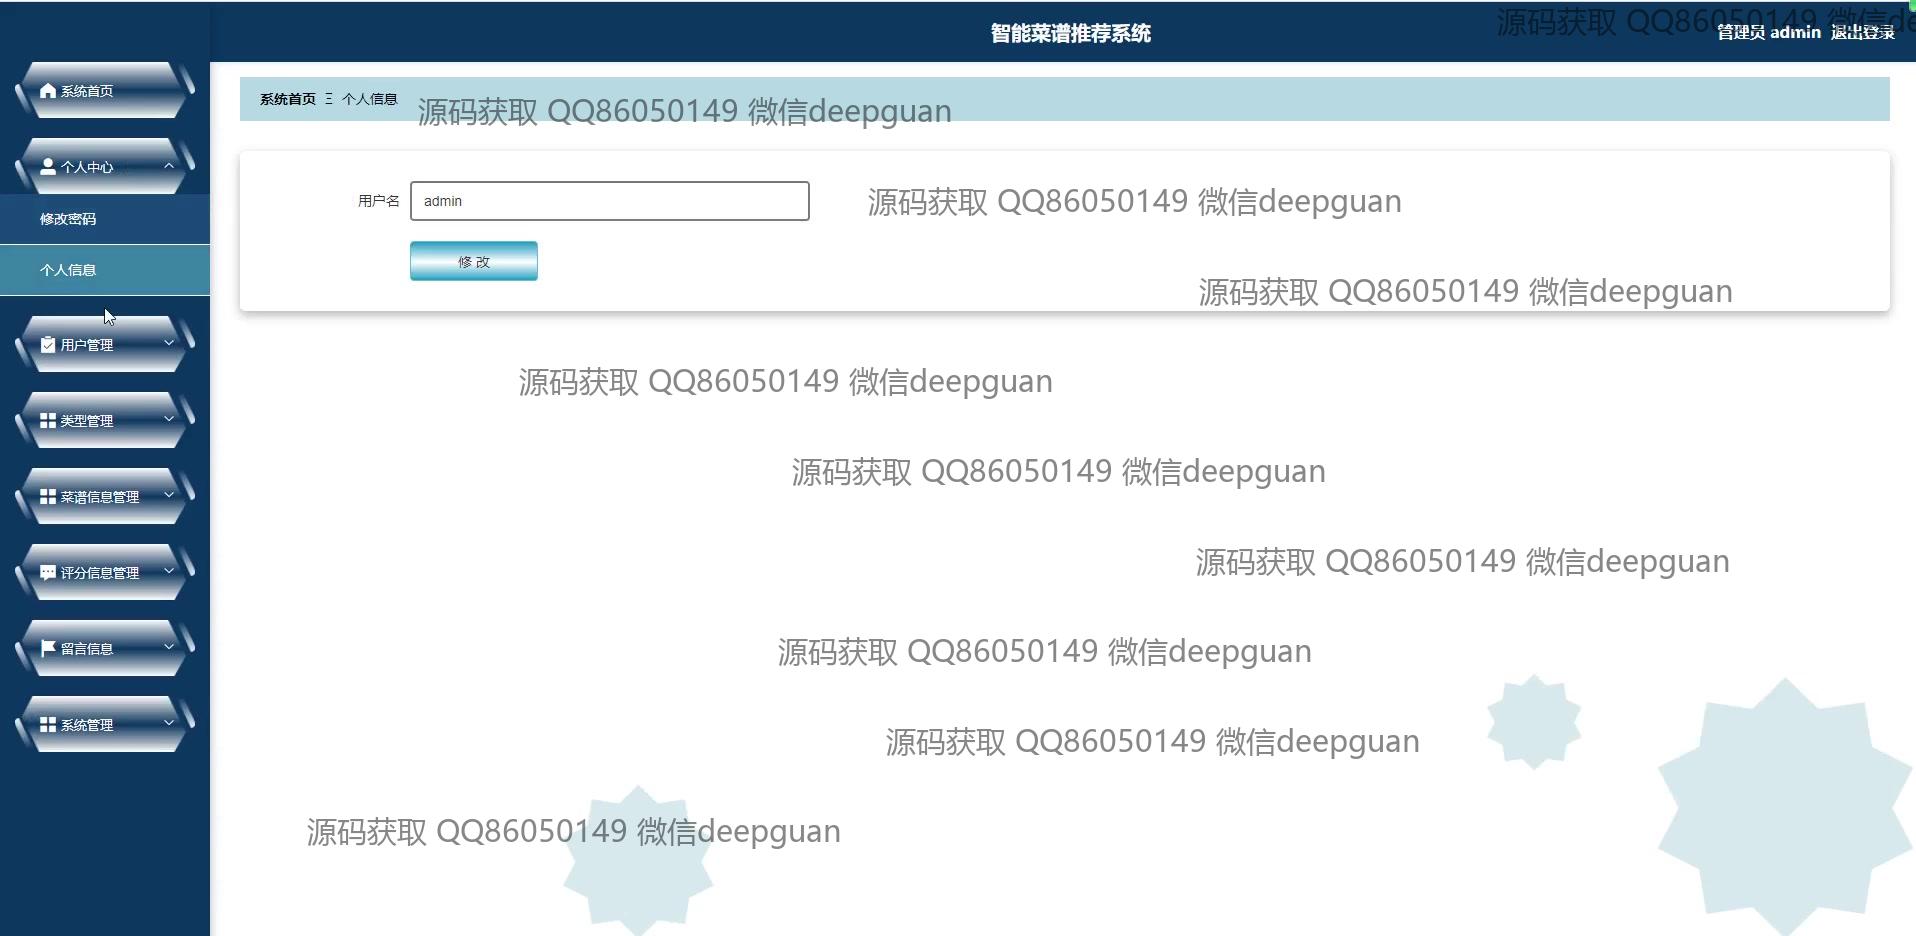 智能菜谱推荐系统
管理员 admin 退出登录
源码获取 QQ86050149 微信de
系统首页
个人中心
修改密码
个人信息
用户管理
类型管理
菜谱信息管理
评分信息管理
留言信息
系统管理
系统首页 Ξ 个人信息
源码获取 QQ86050149 微信deepguan
用户名 admin
源码获取 QQ86050149 微信deepguan
修 改
源码获取 QQ86050149 微信deepguan
源码获取 QQ86050149 微信deepguan
源码获取 QQ86050149 微信deepguan
源码获取 QQ86050149 微信deepguan
源码获取 QQ86050149 微信deepguan
源码获取 QQ86050149 微信deepguan
源码获取 QQ86050149 微信deepguan